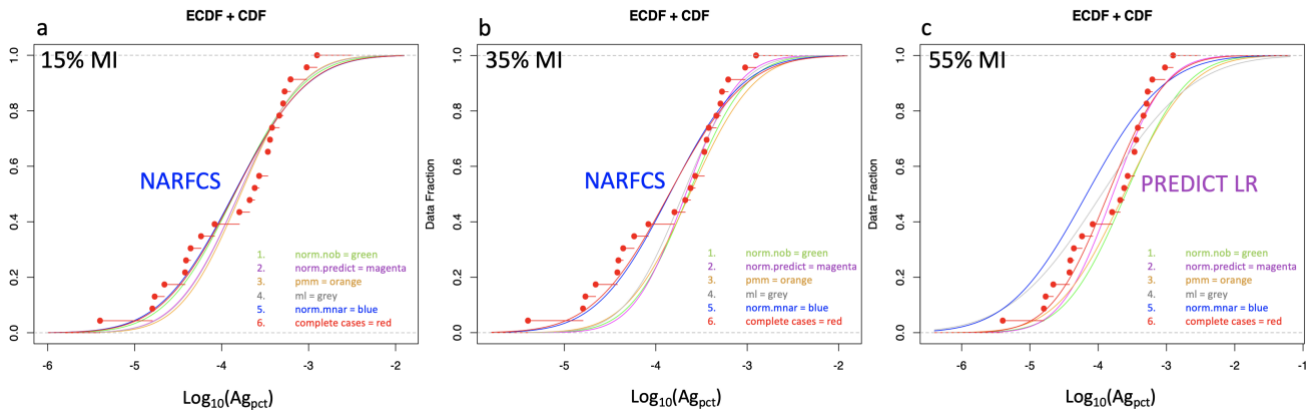 a
ECDF + CDF
15% MI
1.0
0.8
0.6
0.4
0.2
0.0
NARFCS
1. norm.nob = green
2. norm.predict = magenta
3. pmm = orange
4. ml = grey
5. norm.mnar = blue
6. complete cases = red
-6 -5 -4 -3 -2
Log10(Agpct)
b
ECDF + CDF
35% MI
Data Fraction
1.0
0.8
0.6
0.4
0.2
0.0
NARFCS
1. norm.nob = green
2. norm.predict = magenta
3. pmm = orange
4. ml = grey
5. norm.mnar = blue
6. complete cases = red
-5 -4 -3 -2
Log10(Agpct)
c
ECDF + CDF
55% MI
Data Fraction
1.0
0.8
0.6
0.4
0.2
0.0
PREDICT LR
1. norm.nob = green
2. norm.predict = magenta
3. pmm = orange
4. ml = grey
5. norm.mnar = blue
6. complete cases = red
-6 -5 -4 -3 -2 -1
Log10(Agpct)